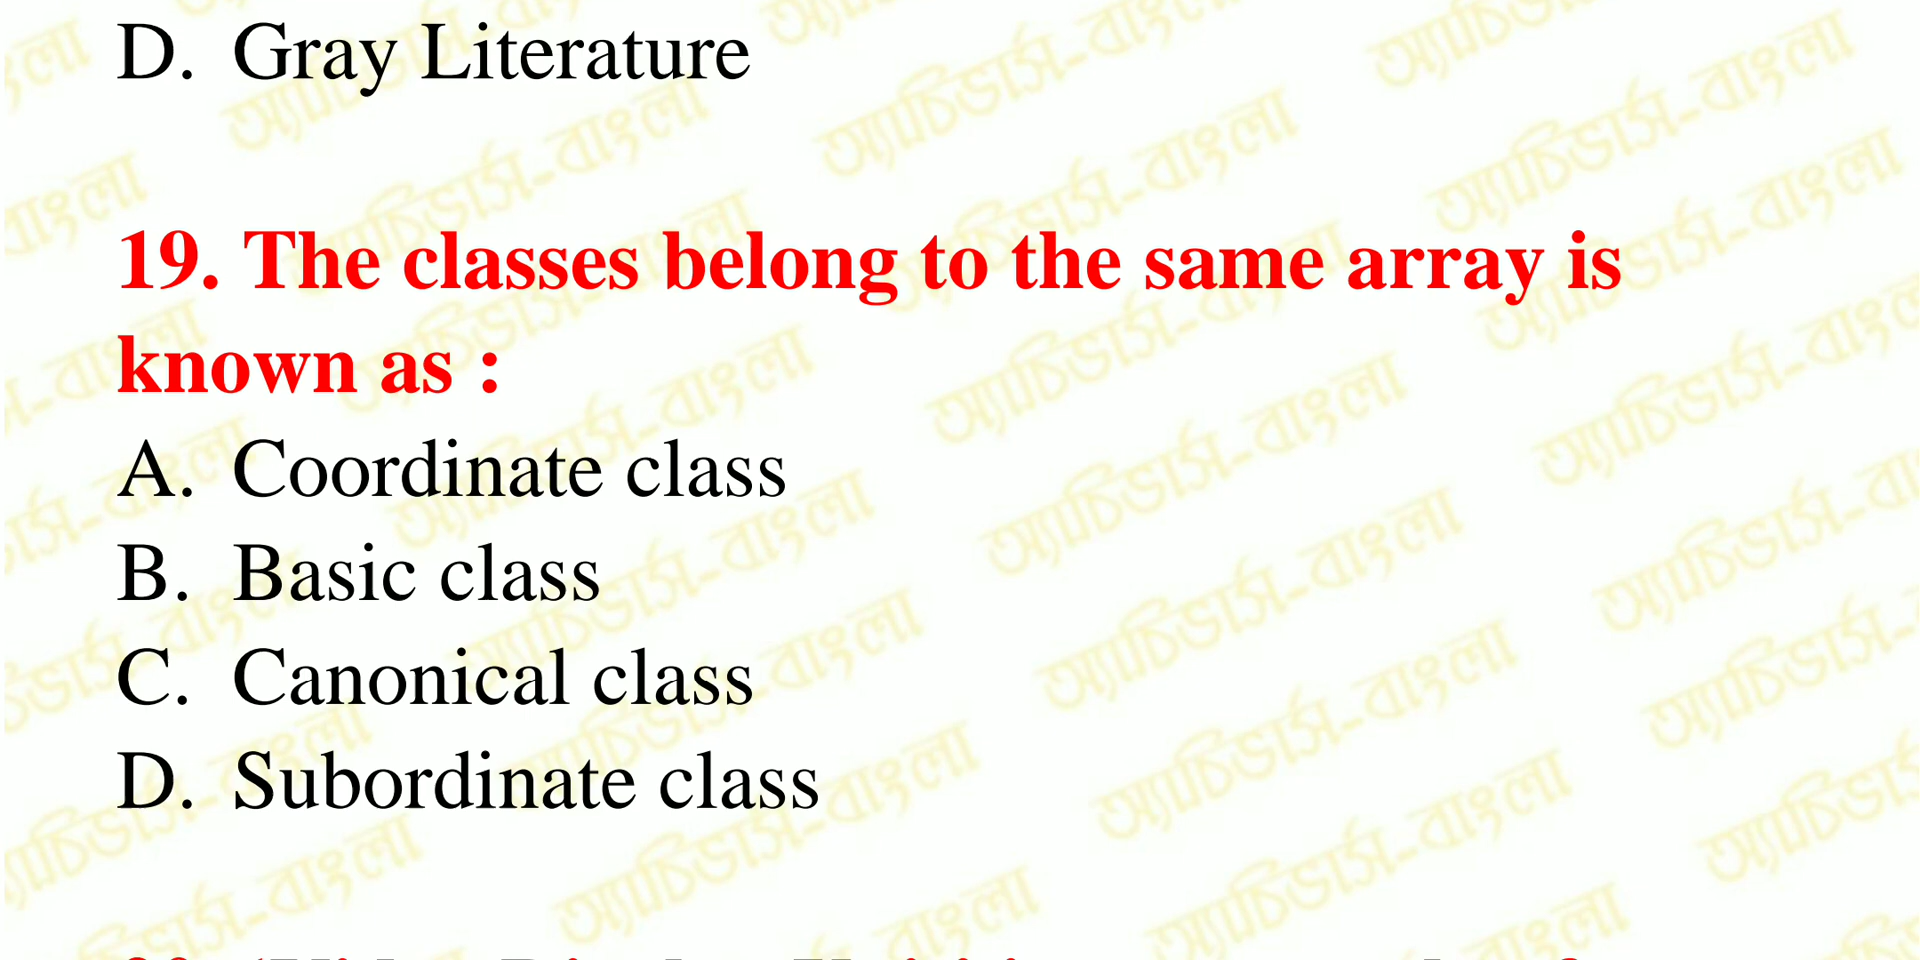 D. Gray Literature
19. The classes belong to the same array is
known as :
A. Coordinate class
B. Basic class
C. Canonical class
D. Subordinate class
অ্যাচিভার্স-বাংলা